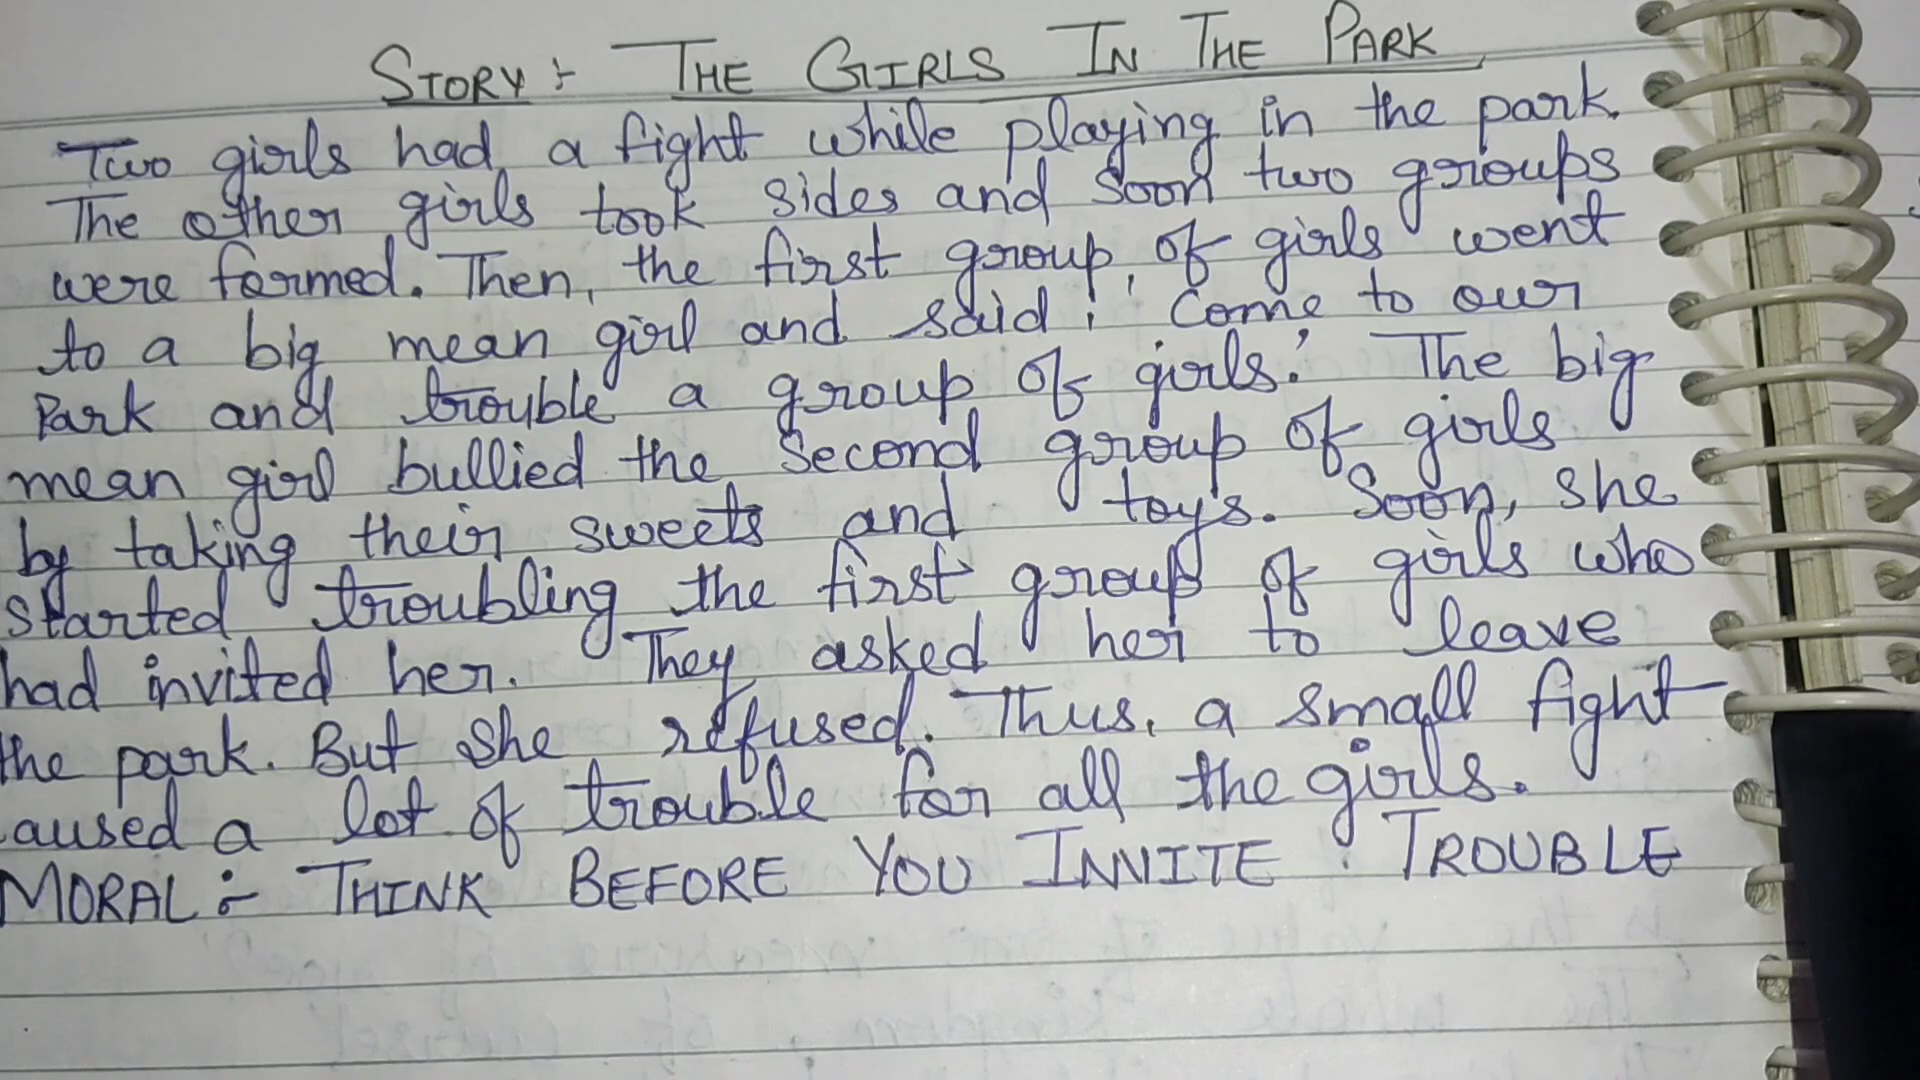 STORY :- THE GIRLS IN THE PARK
Two girls had a fight while playing in the park.
The other girls took sides and soon two groups
were formed. Then, the first group, of girls went
to a big mean girl and said: 'Come to our
Park and trouble a group of girls.' The big
mean girl bullied the second group of girls
by taking their sweets and toys. Soon, she
started troubling the first group of girls who
had invited her. They asked her to leave
the park. But she refused. Thus, a small fight
aused a lot of trouble for all the girls.
MORAL :- THINK BEFORE YOU INVITE TROUBLE